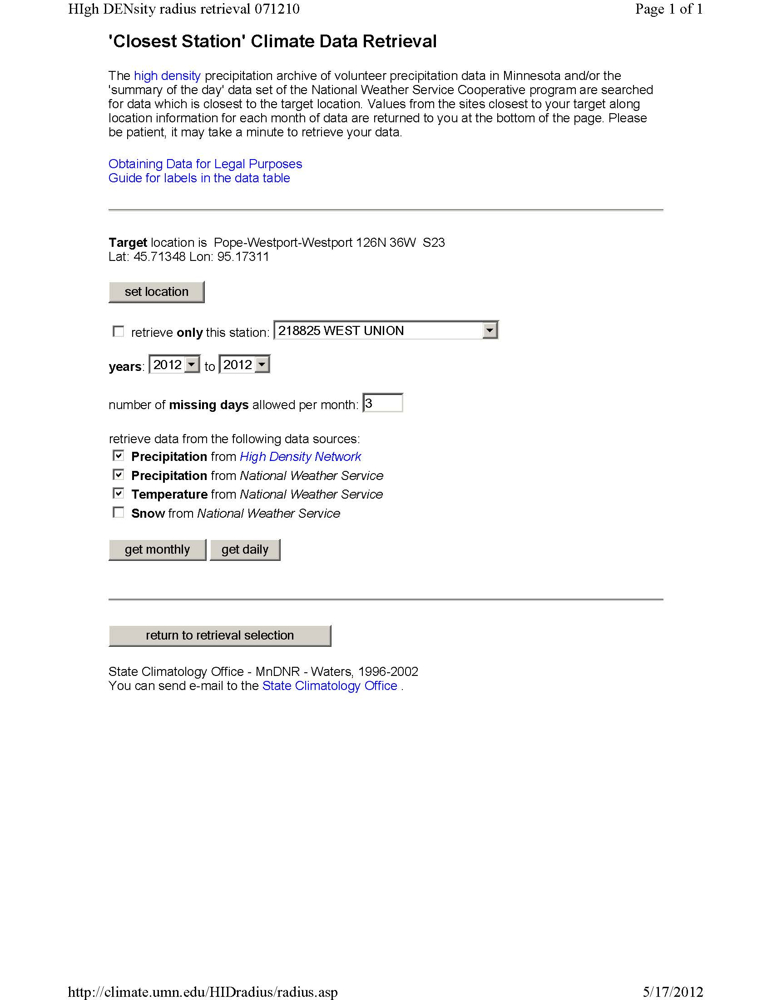 HIgh DENsity radius retrieval 071210 Page 1 of 1
'Closest Station' Climate Data Retrieval
The high density precipitation archive of volunteer precipitation data in Minnesota and/or the
'summary of the day' data set of the National Weather Service Cooperative program are searched
for data which is closest to the target location. Values from the sites closest to your target along
location information for each month of data are returned to you at the bottom of the page. Please
be patient, it may take a minute to retrieve your data.
Obtaining Data for Legal Purposes
Guide for labels in the data table
Target location is Pope-Westport-Westport 126N 36W S23
Lat: 45.71348 Lon: 95.17311
set location
retrieve only this station: 218825 WEST UNION
years: 2012 to 2012
number of missing days allowed per month: 3
retrieve data from the following data sources:
Precipitation from High Density Network
Precipitation from National Weather Service
Temperature from National Weather Service
Snow from National Weather Service
get monthly get daily
return to retrieval selection
State Climatology Office - MnDNR - Waters, 1996-2002
You can send e-mail to the State Climatology Office .
http://climate.umn.edu/HIDradius/radius.asp 5/17/2012